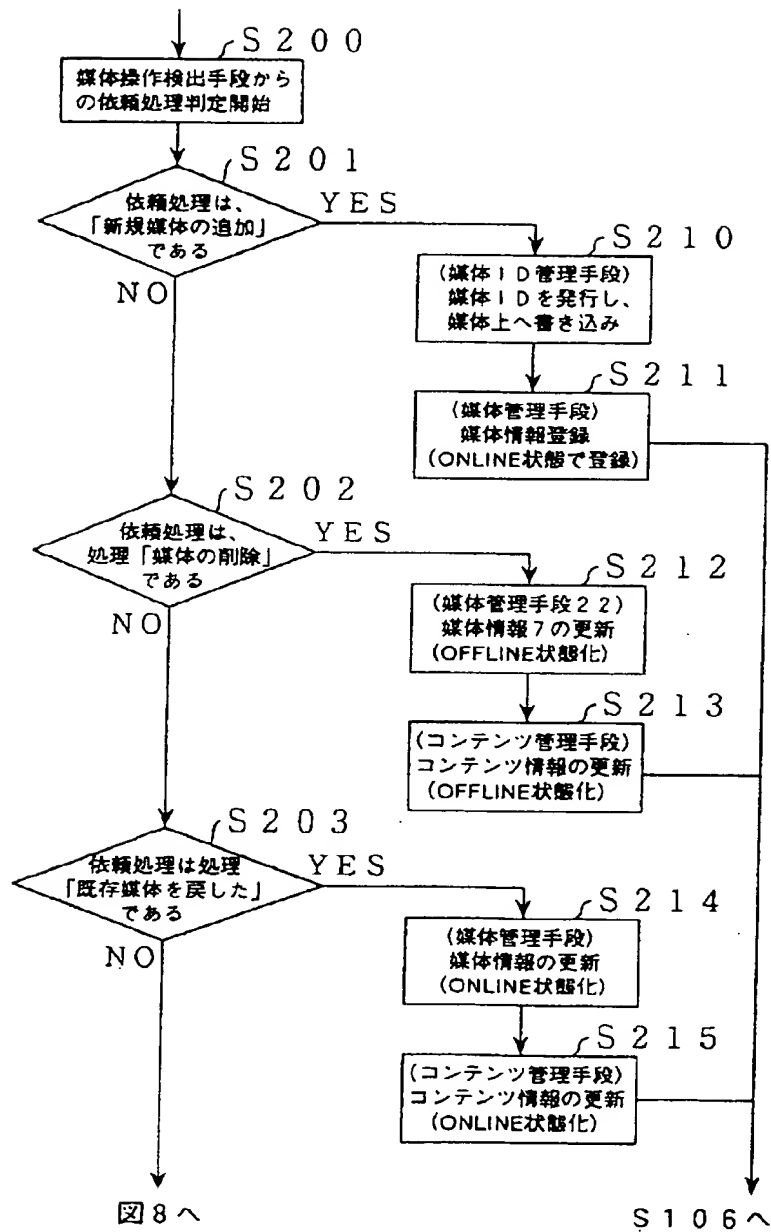 S200
媒体操作検出手段から
の依頼処理判定開始
S201
依頼処理は、
「新規媒体の追加」
である
YES
NO
S210
(媒体ID管理手段)
媒体IDを発行し、
媒体上へ書き込み
S211
(媒体管理手段)
媒体情報登録
(ONLINE状態で登録)
S202
依頼処理は、
処理「媒体の削除」
である
YES
NO
S212
(媒体管理手段22)
媒体情報7の更新
(OFFLINE状態化)
S213
(コンテンツ管理手段)
コンテンツ情報の更新
(OFFLINE状態化)
S203
依頼処理は処理
「既存媒体を戻した」
である
YES
NO
S214
(媒体管理手段)
媒体情報の更新
(ONLINE状態化)
S215
(コンテンツ管理手段)
コンテンツ情報の更新
(ONLINE状態化)
図8へ
S106へ